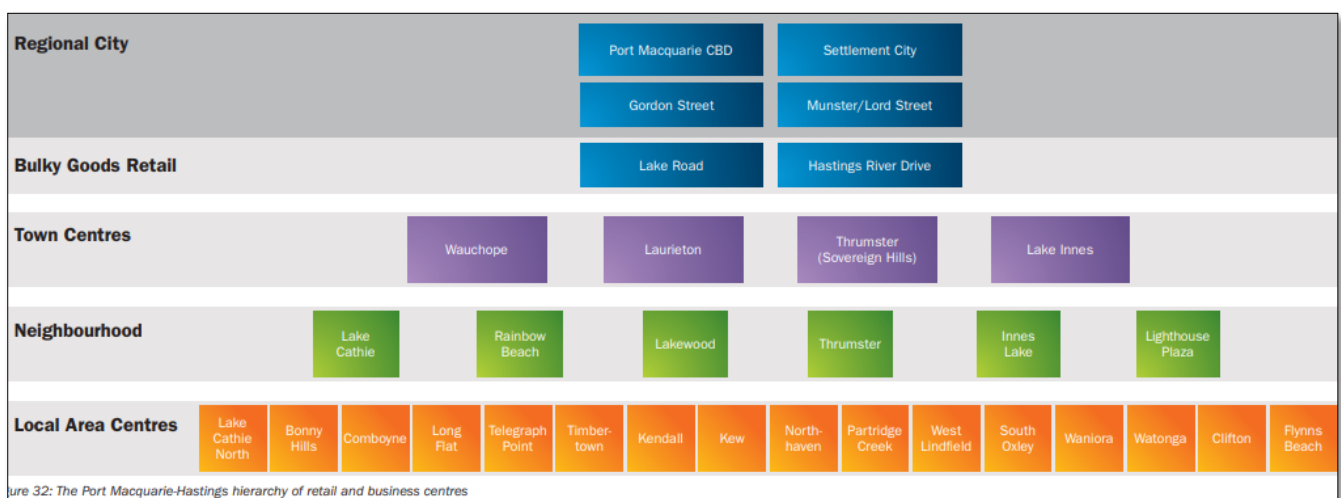 Regional City
Port Macquarie CBD
Settlement City
Gordon Street
Munster/Lord Street
Bulky Goods Retail
Lake Road
Hastings River Drive
Town Centres
Wauchope
Laurieton
Thrumster
(Sovereign Hills)
Lake Innes
Neighbourhood
Lake
Cathie
Rainbow
Beach
Lakewood
Thrumster
Innes
Lake
Lighthouse
Plaza
Local Area Centres
Lake
Cathie
North
Bonny
Hills
Comboyne
Long
Flat
Telegraph
Point
Timber-
town
Kendall
Kew
North-
haven
Partridge
Creek
West
Lindfield
South
Oxley
Waniora
Watonga
Clifton
Flynns
Beach
ure 32: The Port Macquarie-Hastings hierarchy of retail and business centres